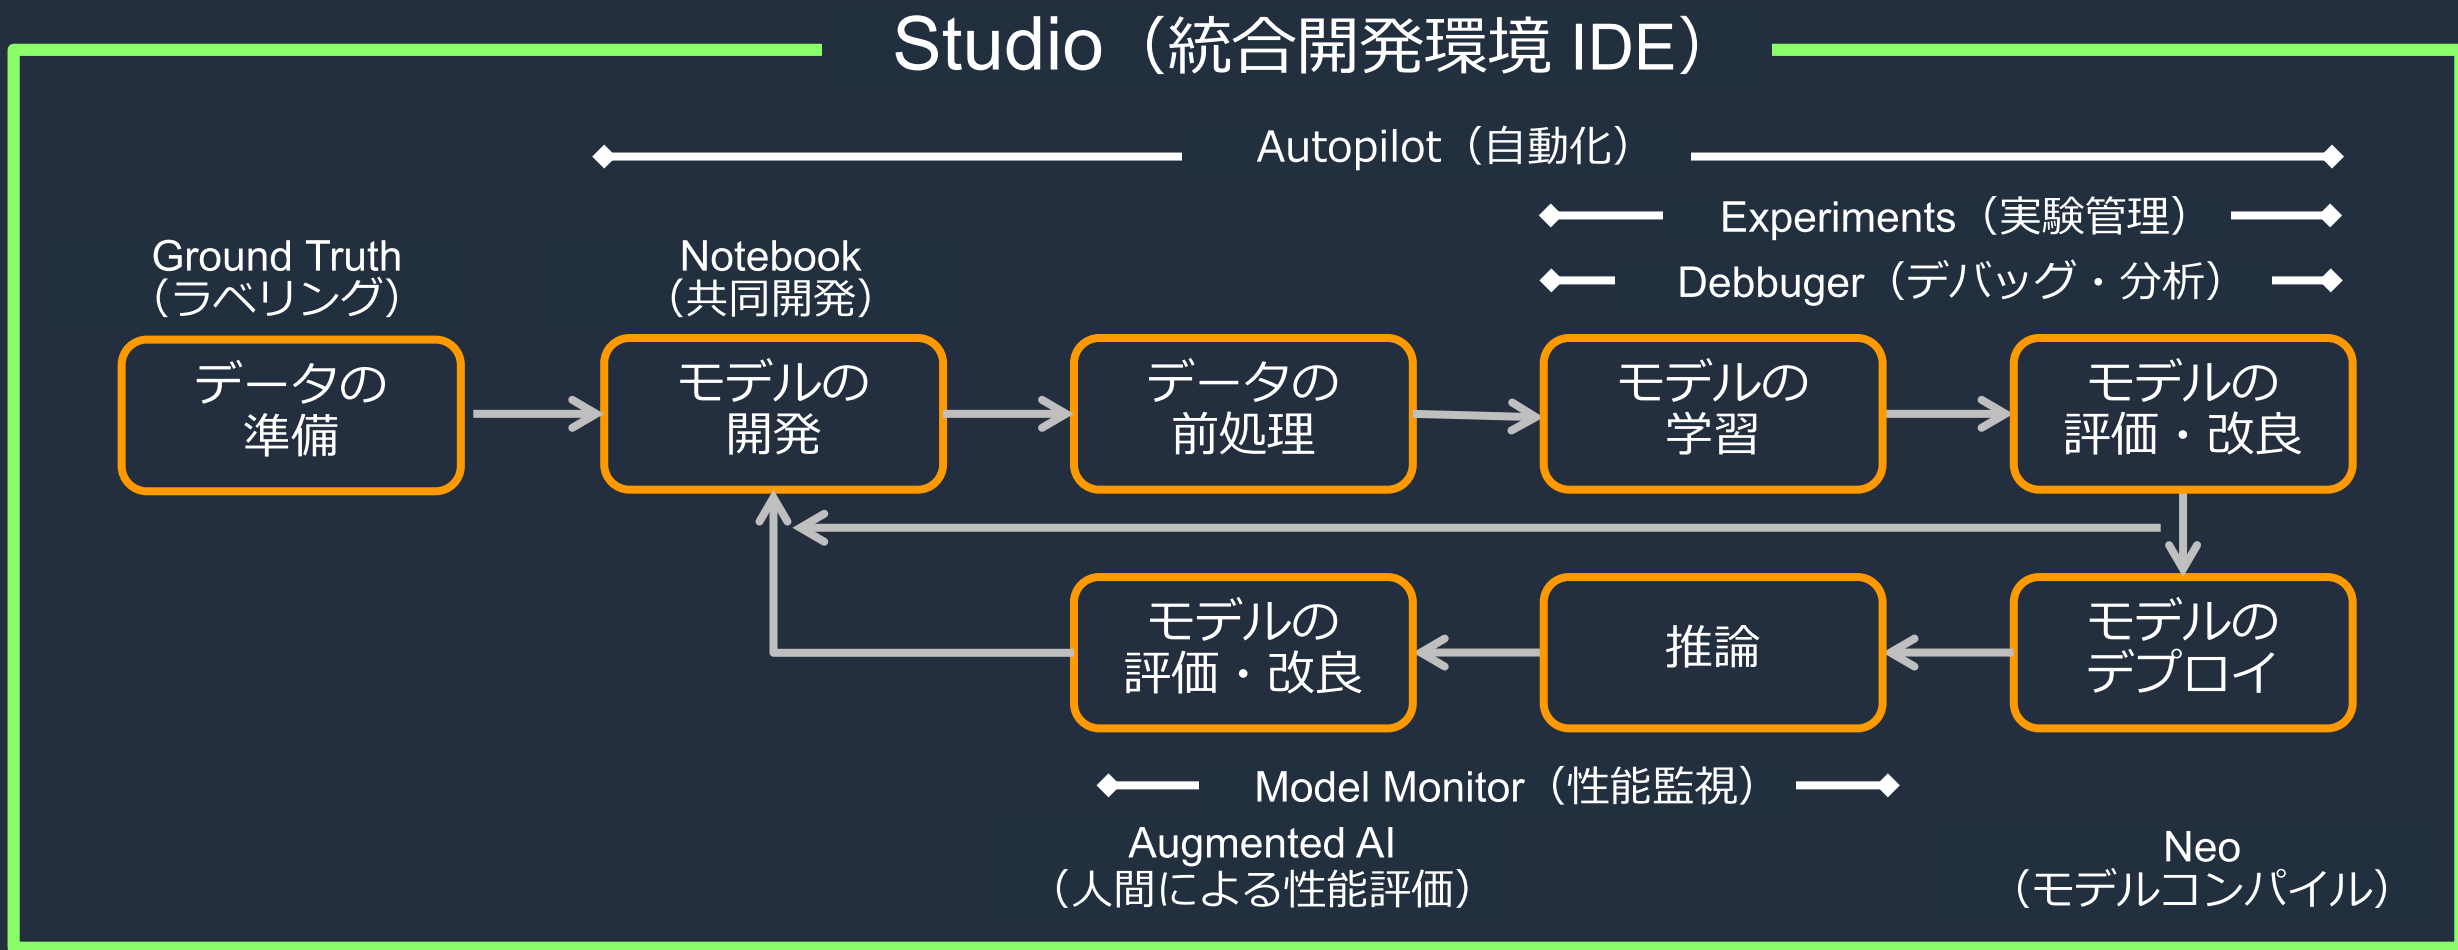 Studio（統合開発環境 IDE）
Autopilot（自動化）
Experiments（実験管理）
Debbuger（デバッグ・分析）
Ground Truth
（ラベリング）
Notebook
（共同開発）
データの
準備
モデルの
開発
データの
前処理
モデルの
学習
モデルの
評価・改良
モデルの
評価・改良
推論
モデルの
デプロイ
Model Monitor（性能監視）
Augmented AI
（人間による性能評価）
Neo
（モデルコンパイル）